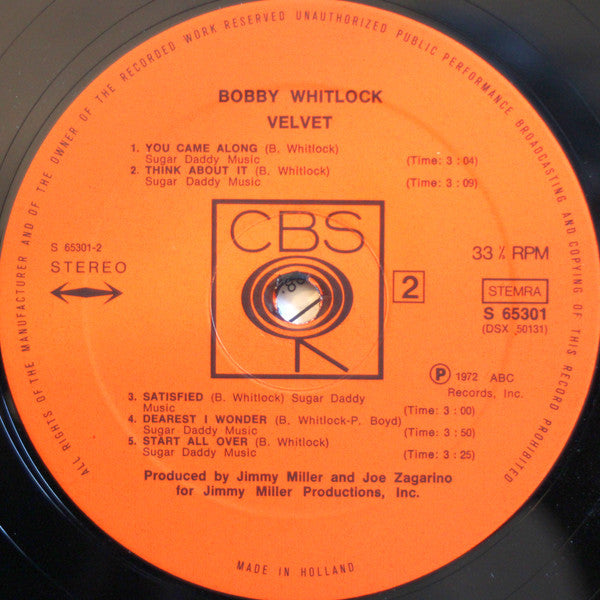 ALL RIGHTS OF THE MANUFACTURER AND OF THE OWNER OF THE RECORDED WORK RESERVED UNAUTHORIZED PUBLIC PERFORMANCE BROADCASTING AND COPYING OF THIS RECORD PROHIBITED
BOBBY WHITLOCK
VELVET
1. YOU CAME ALONG (B. Whitlock)
Sugar Daddy Music (Time: 3 : 04)
2. THINK ABOUT IT (B. Whitlock)
Sugar Daddy Music (Time: 3 : 09)
CBS
S 65301-2
STEREO
2
33⅓ RPM
STEMRA
S 65301
(DSX 50131)
Ⓟ 1972 ABC
Records, Inc.
3. SATISFIED (B. Whitlock) Sugar Daddy
Music (Time: 3 : 00)
4. DEAREST I WONDER (B. Whitlock-P. Boyd)
Sugar Daddy Music (Time: 3 : 50)
5. START ALL OVER (B. Whitlock)
Sugar Daddy Music (Time: 3 : 25)
Produced by Jimmy Miller and Joe Zagarino
for Jimmy Miller Productions, Inc.
MADE IN HOLLAND